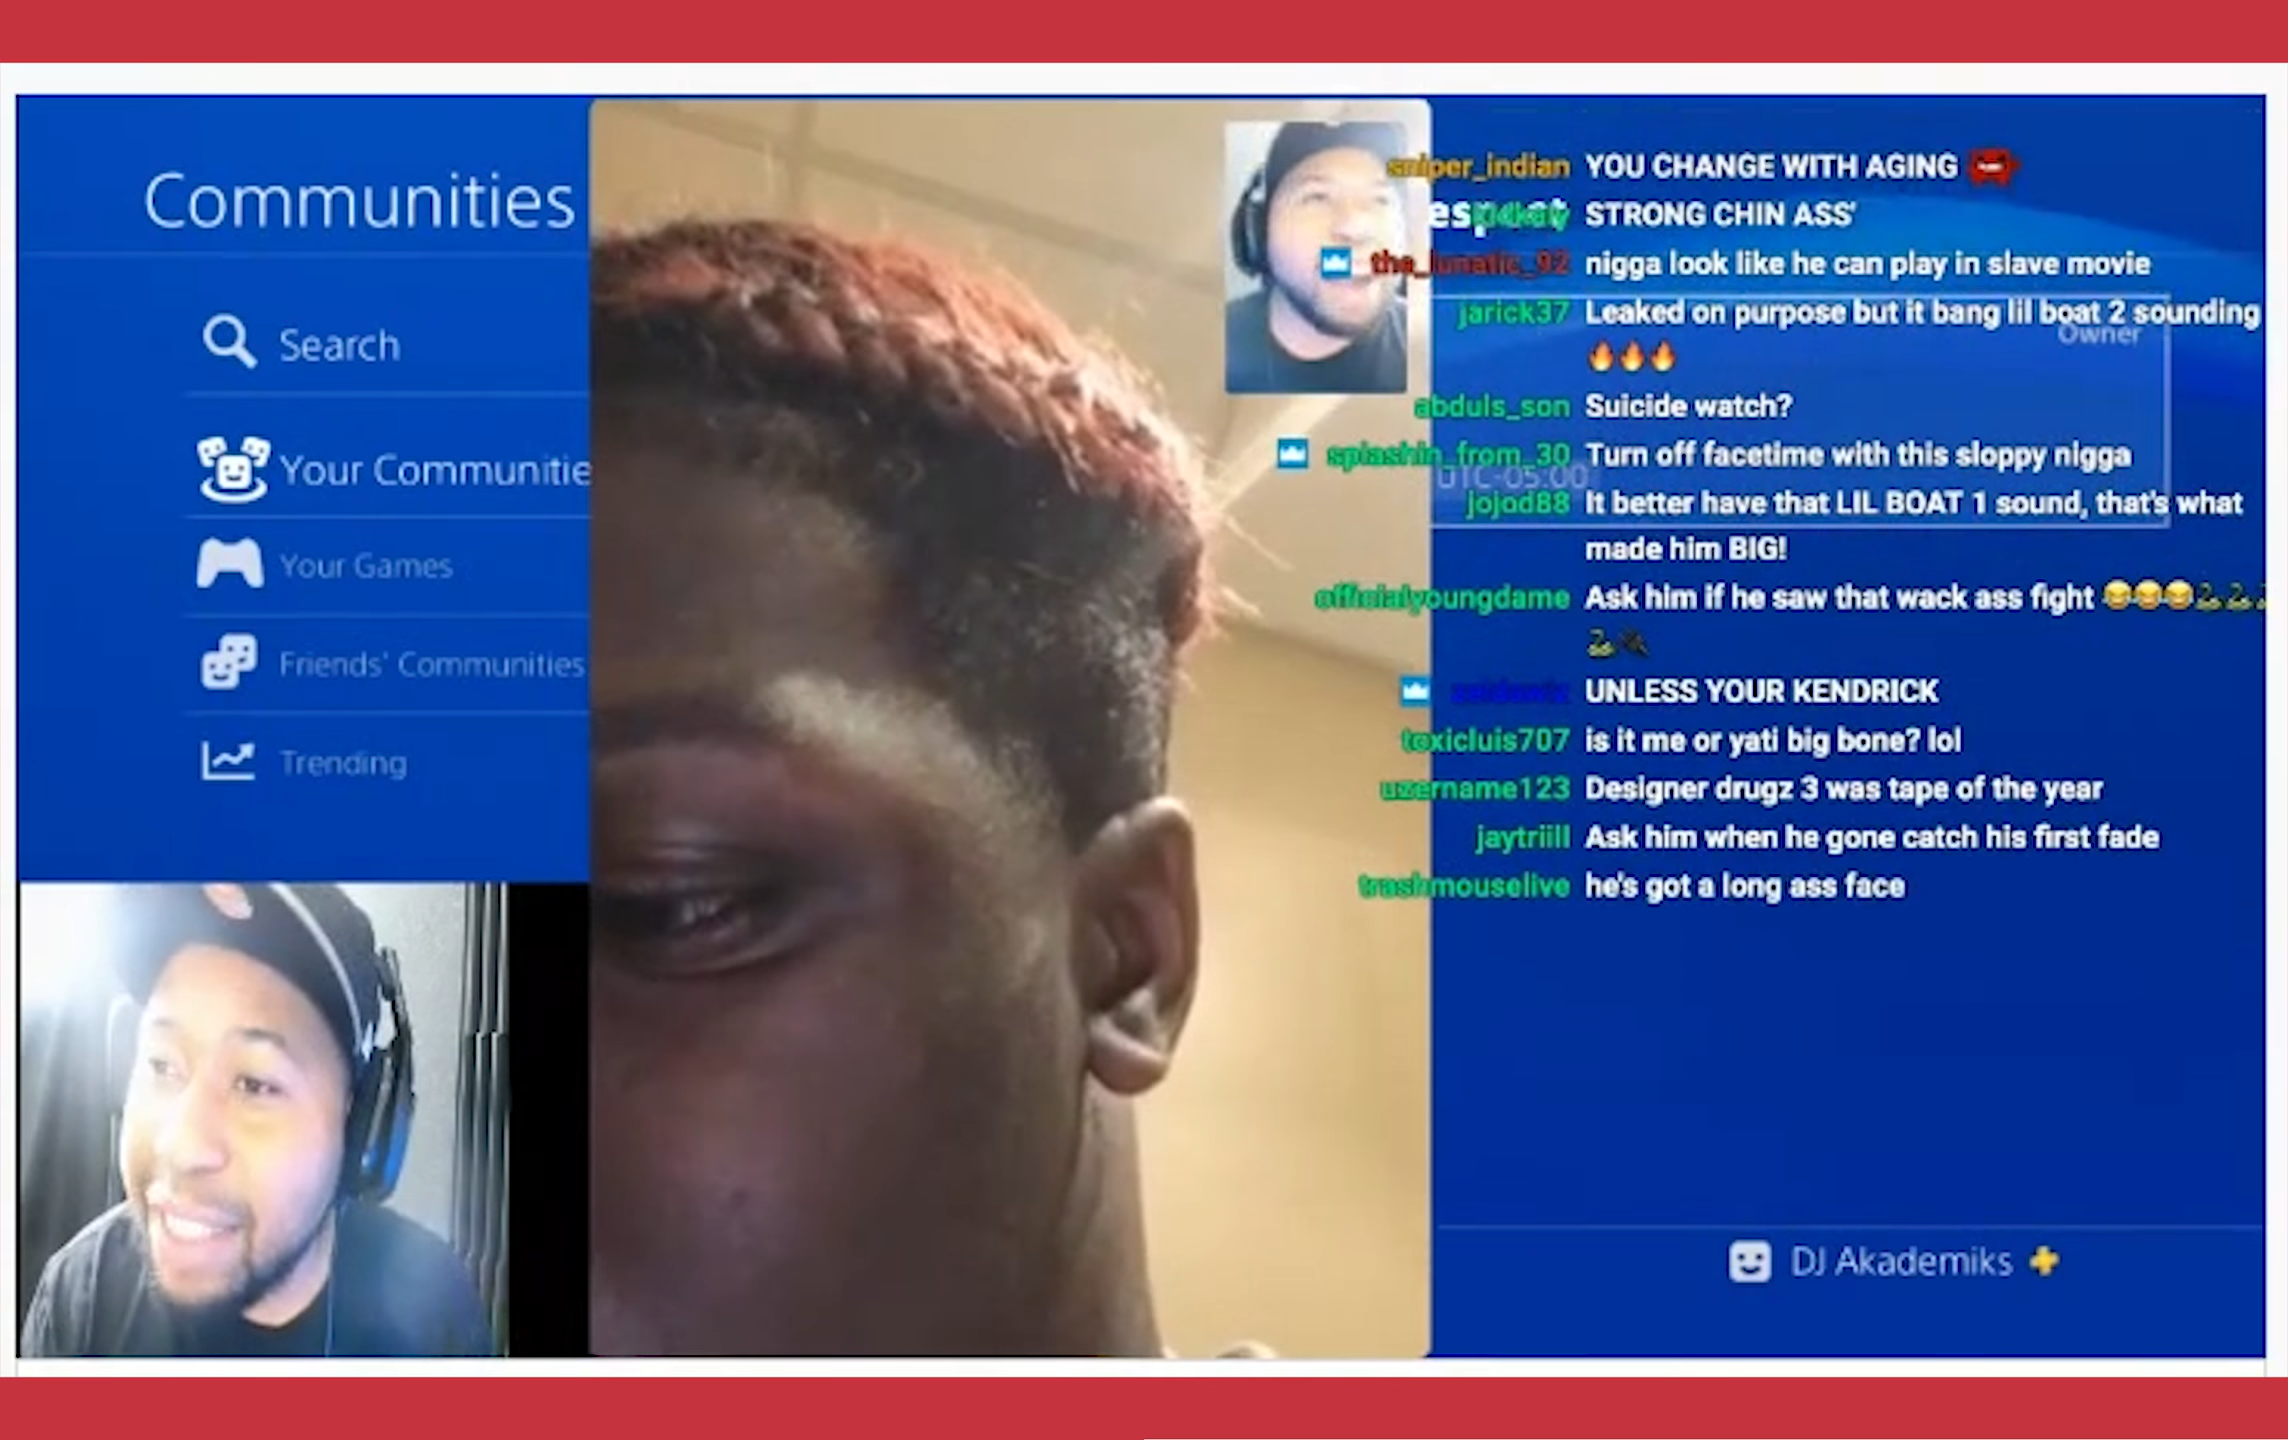 Communities
Search
Your Communitie
Your Games
Friends' Communities
Trending
sniper_indian YOU CHANGE WITH AGING
STRONG CHIN ASS'
the_lunatic_92 nigga look like he can play in slave movie
jarick37 Leaked on purpose but it bang lil boat 2 sounding
🔥🔥🔥
Owner
abduls_son Suicide watch?
splashin_from_30 Turn off facetime with this sloppy nigga
UTC-05:00
jojod88 It better have that LIL BOAT 1 sound, that's what
made him BIG!
officialyoungdame Ask him if he saw that wack ass fight 😂😂😂🐍🐍🐍
🐍🔌
UNLESS YOUR KENDRICK
toxicluis707 is it me or yati big bone? lol
uzername123 Designer drugz 3 was tape of the year
jaytriill Ask him when he gone catch his first fade
trashmouselive he's got a long ass face
DJ Akademiks